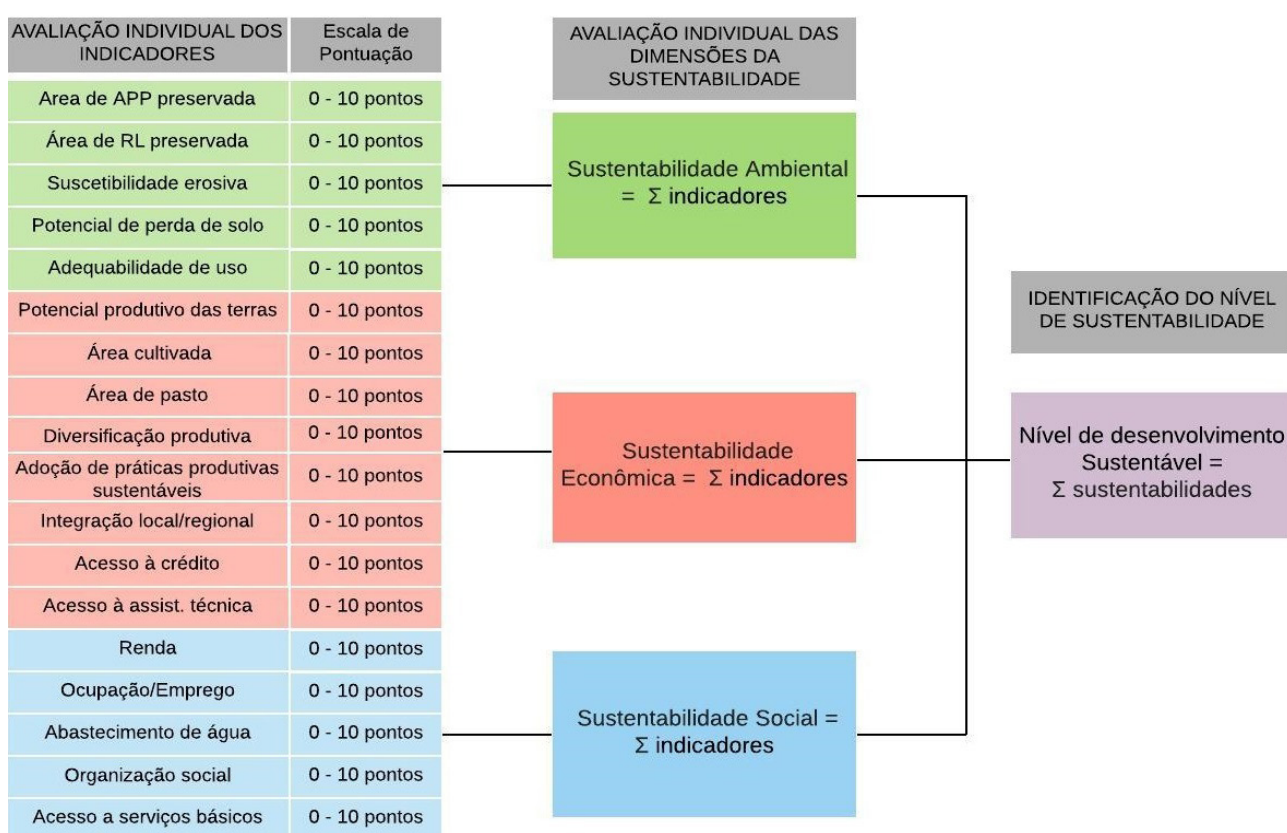 AVALIAÇÃO INDIVIDUAL DOS
INDICADORES
Escala de
Pontuação
Area de APP preservada
0 - 10 pontos
Área de RL preservada
0 - 10 pontos
Suscetibilidade erosiva
0 - 10 pontos
Potencial de perda de solo
0 - 10 pontos
Adequabilidade de uso
0 - 10 pontos
Potencial produtivo das terras
0 - 10 pontos
Área cultivada
0 - 10 pontos
Área de pasto
0 - 10 pontos
Diversificação produtiva
0 - 10 pontos
Adoção de práticas produtivas
sustentáveis
0 - 10 pontos
Integração local/regional
0 - 10 pontos
Acesso à crédito
0 - 10 pontos
Acesso à assist. técnica
0 - 10 pontos
Renda
0 - 10 pontos
Ocupação/Emprego
0 - 10 pontos
Abastecimento de água
0 - 10 pontos
Organização social
0 - 10 pontos
Acesso a serviços básicos
0 - 10 pontos
AVALIAÇÃO INDIVIDUAL DAS
DIMENSÕES DA
SUSTENTABILIDADE
Sustentabilidade Ambiental
= Σ indicadores
Sustentabilidade
Econômica = Σ indicadores
Sustentabilidade Social =
Σ indicadores
IDENTIFICAÇÃO DO NÍVEL
DE SUSTENTABILIDADE
Nível de desenvolvimento
Sustentável =
Σ sustentabilidades